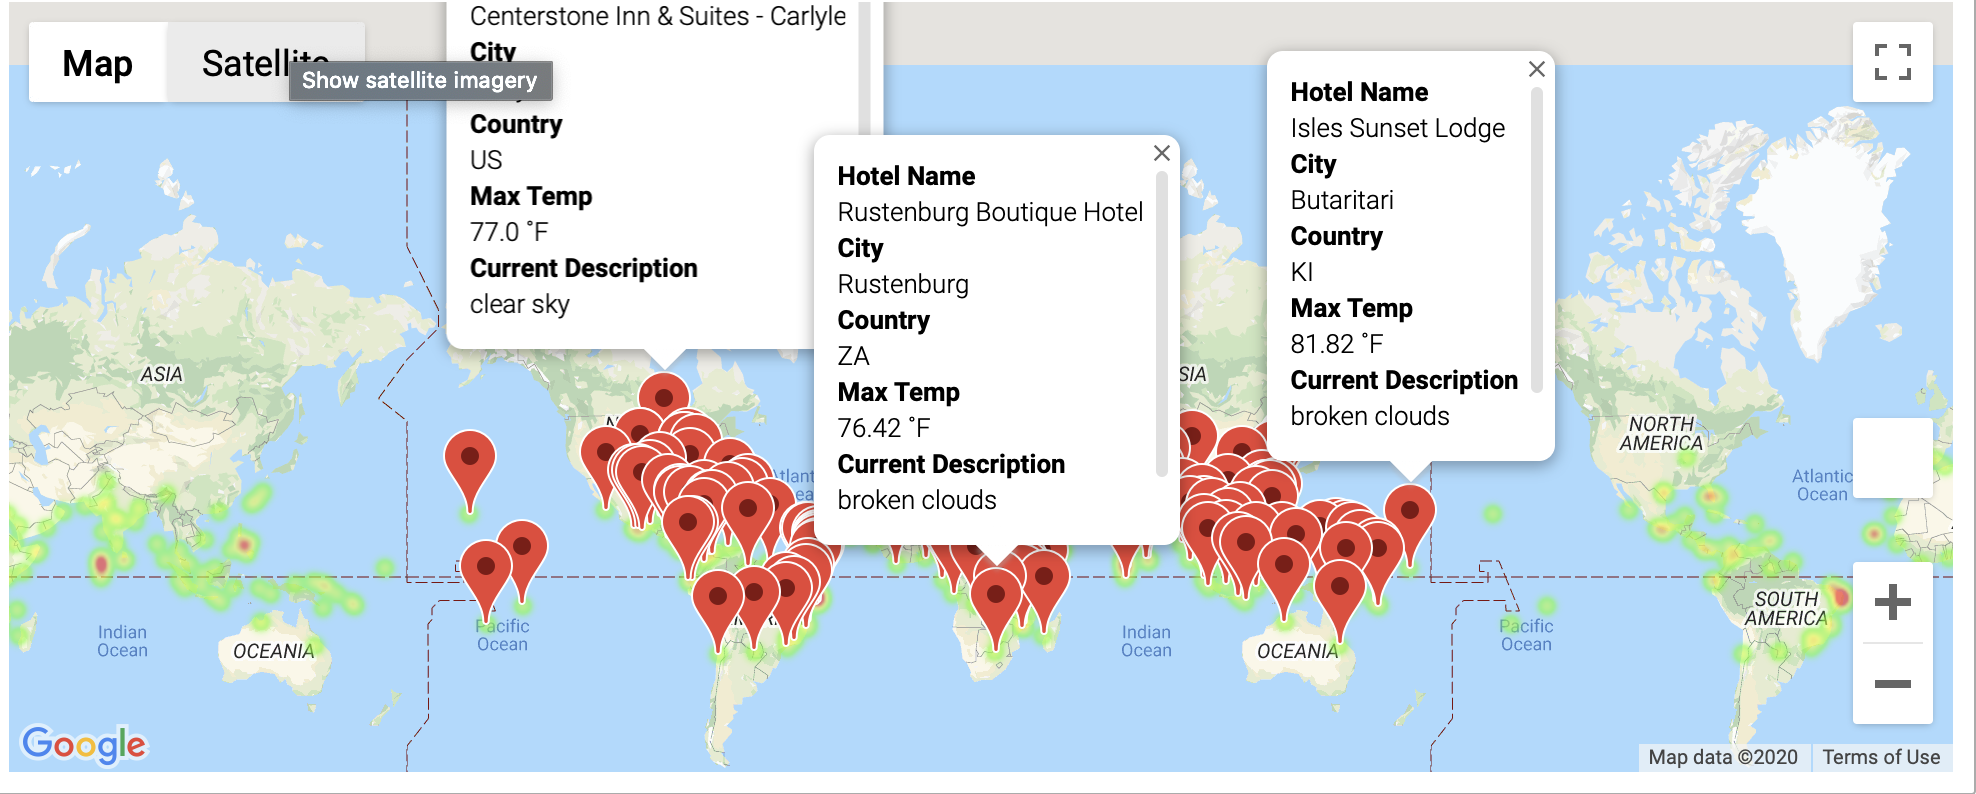 Map
Satellite
Show satellite imagery
Centerstone Inn & Suites - Carlyle
City
Country
US
Max Temp
77.0 ˚F
Current Description
clear sky
Hotel Name
Rustenburg Boutique Hotel
City
Rustenburg
Country
ZA
Max Temp
76.42 ˚F
Current Description
broken clouds
Hotel Name
Isles Sunset Lodge
City
Butaritari
Country
KI
Max Temp
81.82 ˚F
Current Description
broken clouds
ASIA
NORTH
AMERICA
Atlantic
Ocean
Indian
Ocean
OCEANIA
Pacific
Ocean
Indian
Ocean
OCEANIA
Pacific
Ocean
SOUTH
AMERICA
Google
Map data ©2020
Terms of Use